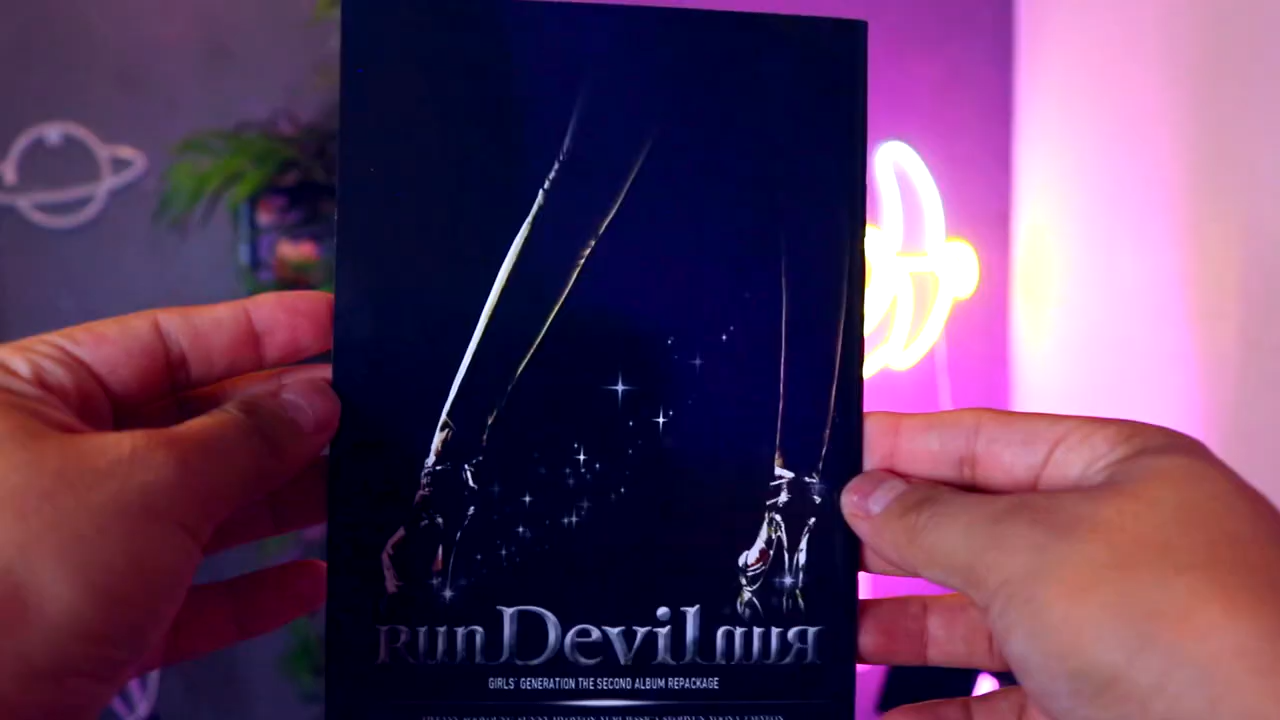 RunDevilRun
GIRLS' GENERATION THE SECOND ALBUM REPACKAGE